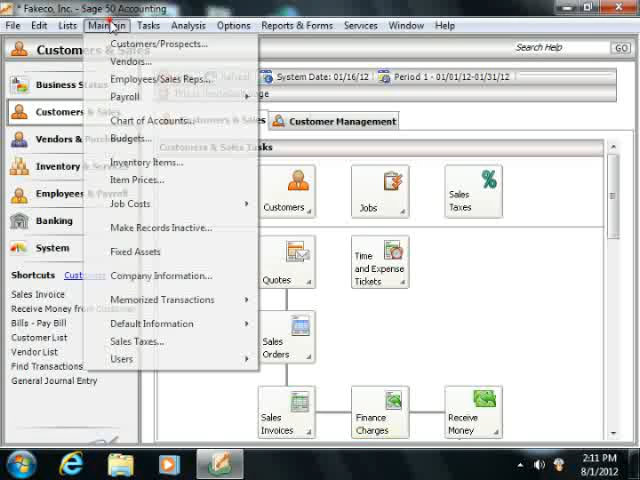 * Fakeco, Inc. - Sage 50 Accounting
File Edit Lists Tasks Analysis Options Reports & Forms Services Window Help
Customers & Sales
Search Help GO
System Date: 01/16/12 Period 1 - 01/01/12-01/31/12
Customers/Prospects...
Vendors...
Employees/Sales Reps...
Payroll
Chart of Accounts...
Budgets...
Inventory Items...
Item Prices...
Job Costs
Make Records Inactive...
Fixed Assets
Company Information...
Memorized Transactions
Default Information
Sales Taxes...
Users
Business Status
Customers & Sales
Vendors &
Inventory &
Employees & Payroll
Banking
System
Shortcuts
Sales Invoice
Receive Money from Customer
Bills - Pay Bill
Customer List
Vendor List
Find Transactions
General Journal Entry
Customer Management
Customers & Sales Tasks
Customers
Jobs
Sales Taxes
Quotes
Time and Expense Tickets
Sales Orders
Sales Invoices
Finance Charges
Receive Money
2:11 PM
8/1/2012